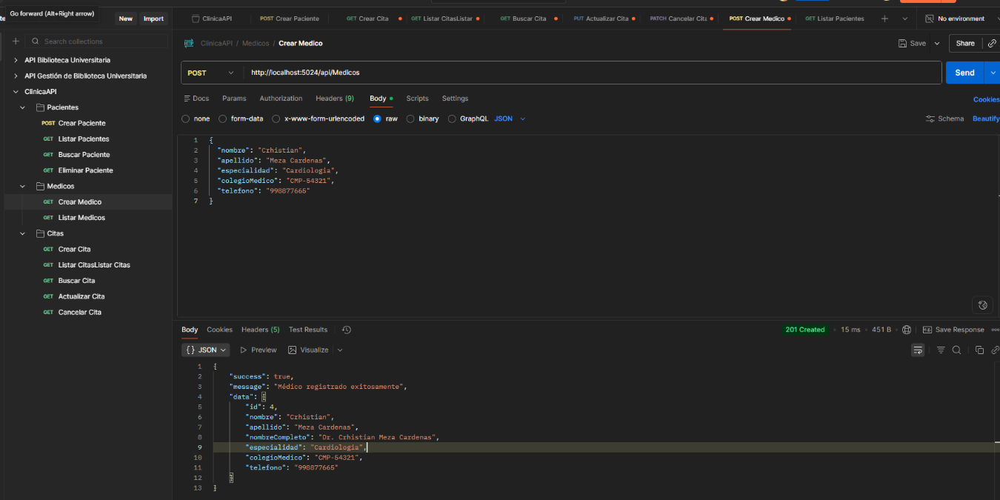 Go forward (Alt+Right arrow)
New
Import
ClinicaAPI
POST Crear Paciente
GET Crear Cita
GET Listar CitasListar
GET Buscar Cita
PUT Actualizar Cita
PATCH Cancelar Cita
POST Crear Medico
GET Listar Pacientes
No environment
Search collections
API Biblioteca Universitaria
API Gestión de Biblioteca Universitaria
ClinicaAPI
Pacientes
POST Crear Paciente
GET Listar Pacientes
GET Buscar Paciente
GET Eliminar Paciente
Medicos
GET Crear Medico
GET Listar Medicos
Citas
GET Crear Cita
GET Listar CitasListar Citas
GET Buscar Cita
GET Actualizar Cita
GET Cancelar Cita
HTTP ClinicaAPI / Medicos / Crear Medico
Save
Share
POST
http://localhost:5024/api/Medicos
Send
Docs
Params
Authorization
Headers (9)
Body
Scripts
Settings
Cookies
none
form-data
x-www-form-urlencoded
raw
binary
GraphQL
JSON
Schema
Beautify
1 {
2 "nombre": "Crhistian",
3 "apellido": "Meza Cardenas",
4 "especialidad": "Cardiologia",
5 "colegioMedico": "CMP-54321",
6 "telefono": "998877665"
7 }
Body
Cookies
Headers (5)
Test Results
201 Created
15 ms
451 B
Save Response
{} JSON
Preview
Visualize
1 {
2 "success": true,
3 "message": "Médico registrado exitosamente",
4 "data": {
5 "id": 4,
6 "nombre": "Crhistian",
7 "apellido": "Meza Cardenas",
8 "nombreCompleto": "Dr. Crhistian Meza Cardenas",
9 "especialidad": "Cardiologia",
10 "colegioMedico": "CMP-54321",
11 "telefono": "998877665"
12 }
13 }